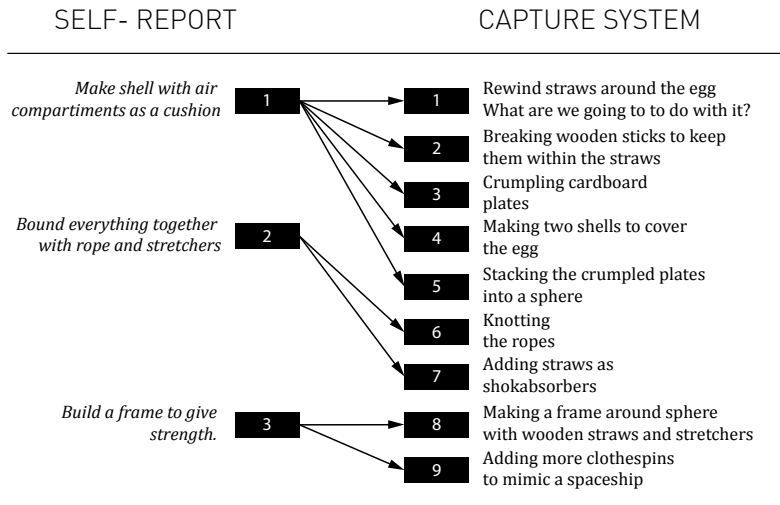 SELF- REPORT
CAPTURE SYSTEM
Make shell with air
compartiments as a cushion
1
1
Rewind straws around the egg
What are we going to to do with it?
2
Breaking wooden sticks to keep
them within the straws
3
Crumpling cardboard
plates
Bound everything together
with rope and stretchers
2
4
Making two shells to cover
the egg
5
Stacking the crumpled plates
into a sphere
6
Knotting
the ropes
7
Adding straws as
shokabsorbers
Build a frame to give
strength.
3
8
Making a frame around sphere
with wooden straws and stretchers
9
Adding more clothespins
to mimic a spaceship